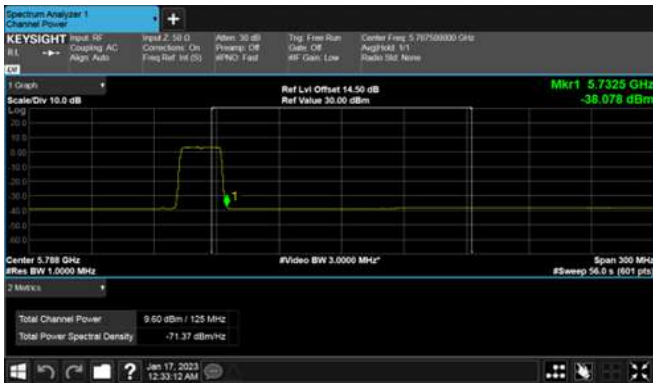 Spectrum Analyzer 1
Channel Power
KEYSIGHT Input: RF Input Z: 50 Ω Atten: 30 dB Trig: Free Run Center Freq: 5.787500000 GHz
R L Coupling: AC Corrections: On Preamp: Off Gate: Off Avg|Hold: 1/1
Align: Auto Freq Ref: Int (S) #PNO: Fast #IF Gain: Low Radio Std: None
1 Graph
Ref Lvl Offset 14.50 dB
Mkr1 5.7325 GHz
Scale/Div 10.0 dB
Ref Value 30.00 dBm
-38.078 dBm
Log
20.0
10.0
0.00
-10.0
-20.0
-30.0
-40.0
-50.0
-60.0
1
Center 5.788 GHz
#Video BW 3.0000 MHz*
Span 300 MHz
#Res BW 1.0000 MHz
#Sweep 56.0 s (601 pts)
2 Metrics
Total Channel Power 9.60 dBm / 125 MHz
Total Power Spectral Density -71.37 dBm/Hz
?
Jan 17, 2023
12:33:12 AM